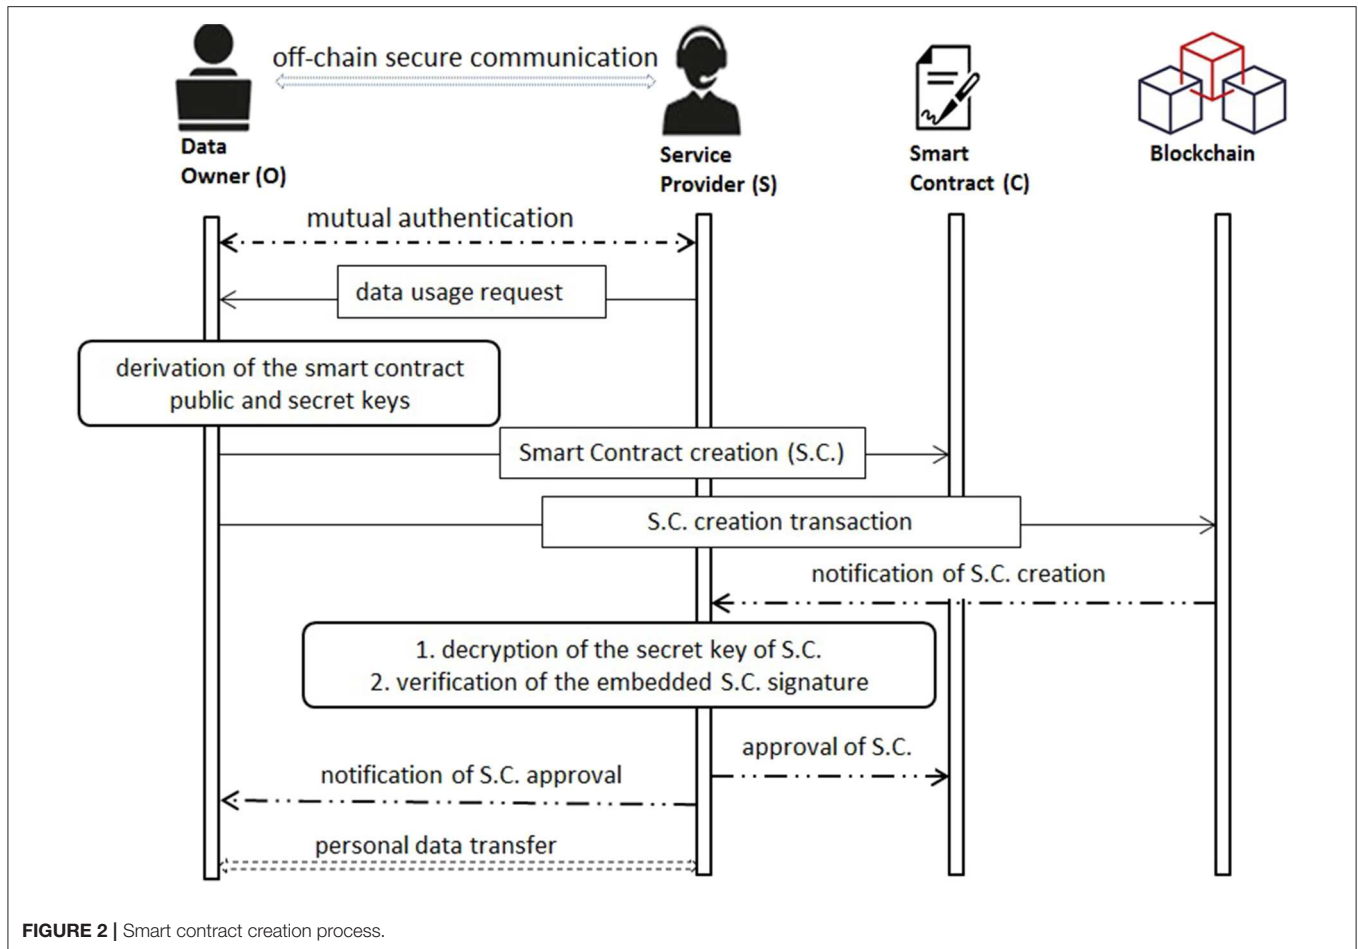 off-chain secure communication
Data
Owner (O)
Service
Provider (S)
Smart
Contract (C)
Blockchain
mutual authentication
data usage request
derivation of the smart contract
public and secret keys
Smart Contract creation (S.C.)
S.C. creation transaction
notification of S.C. creation
1. decryption of the secret key of S.C.
2. verification of the embedded S.C. signature
approval of S.C.
notification of S.C. approval
personal data transfer
FIGURE 2 | Smart contract creation process.